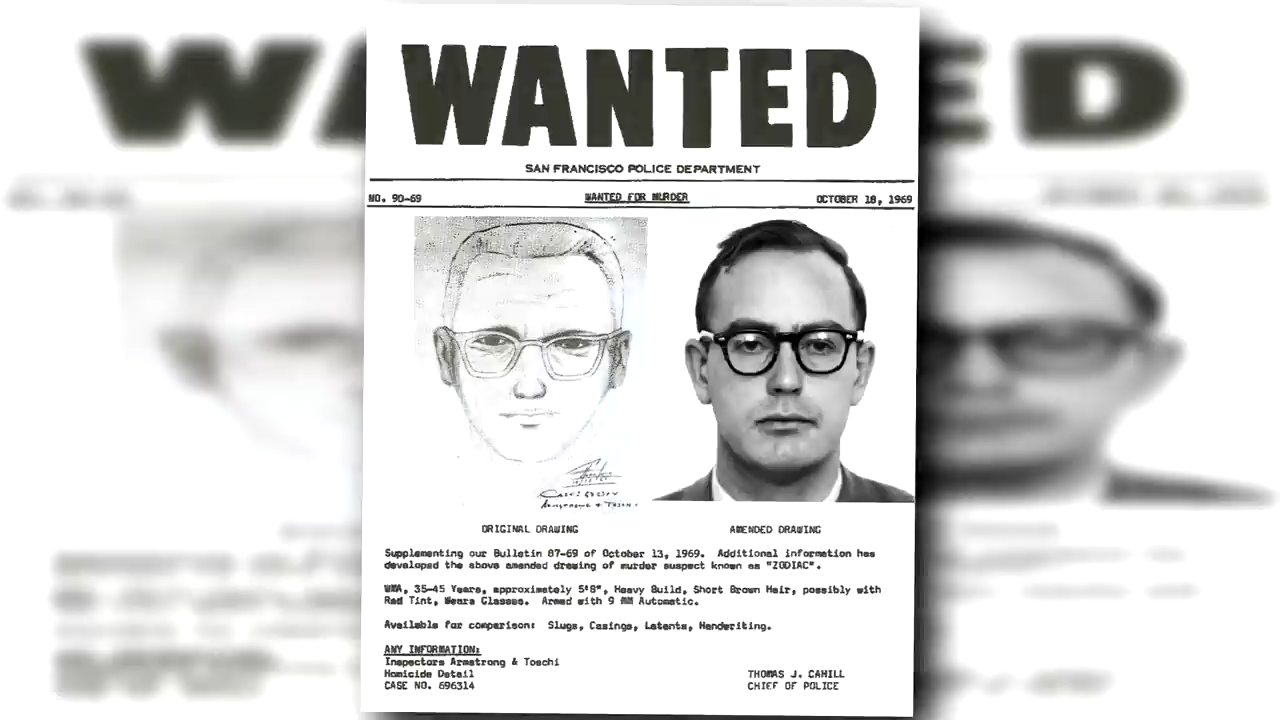 WANTED
SAN FRANCISCO POLICE DEPARTMENT
NO. 90-69 WANTED FOR MURDER OCTOBER 18, 1969
ORIGINAL DRAWING AMENDED DRAWING
Supplementing our Bulletin 87-69 of October 13, 1969. Additional information has
developed the above amended drawing of murder suspect known as "ZODIAC".
WMA, 35-45 Years, approximately 5'8", Heavy Build, Short Brown Hair, possibly with
Red Tint, Wears Glasses. Armed with 9 MM Automatic.
Available for comparison: Slugs, Casings, Latents, Handwriting.
ANY INFORMATION:
Inspectors Armstrong & Toschi
Homicide Detail
CASE NO. 696314
THOMAS J. CAHILL
CHIEF OF POLICE